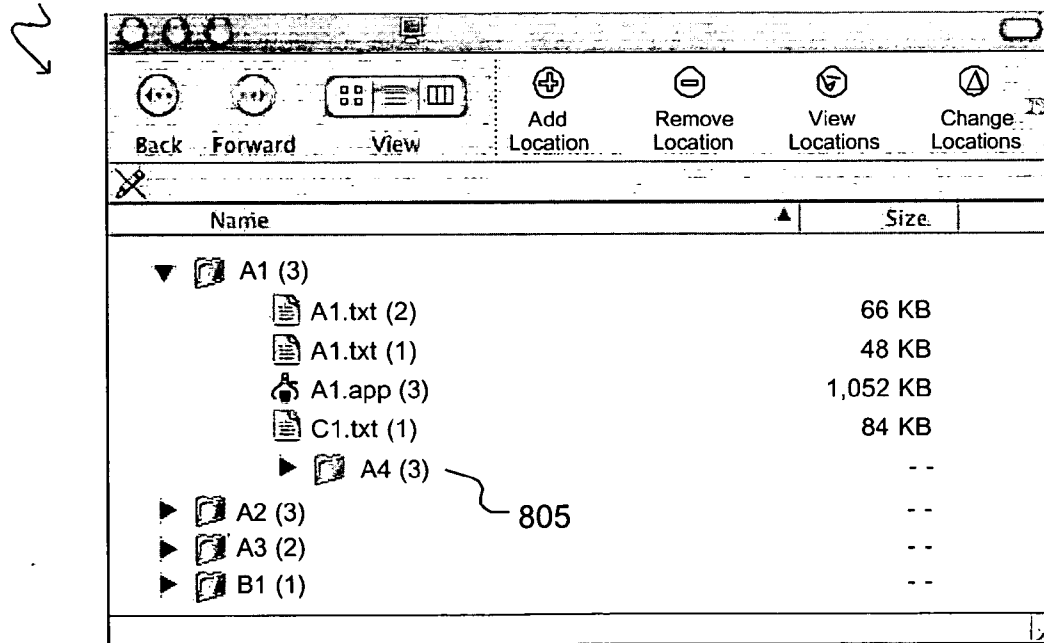 Back Forward View Add Location Remove Location View Locations Change Locations
Name Size
A1 (3)
A1.txt (2) 66 KB
A1.txt (1) 48 KB
A1.app (3) 1,052 KB
C1.txt (1) 84 KB
A4 (3) - -
805
A2 (3) - -
A3 (2) - -
B1 (1) - -